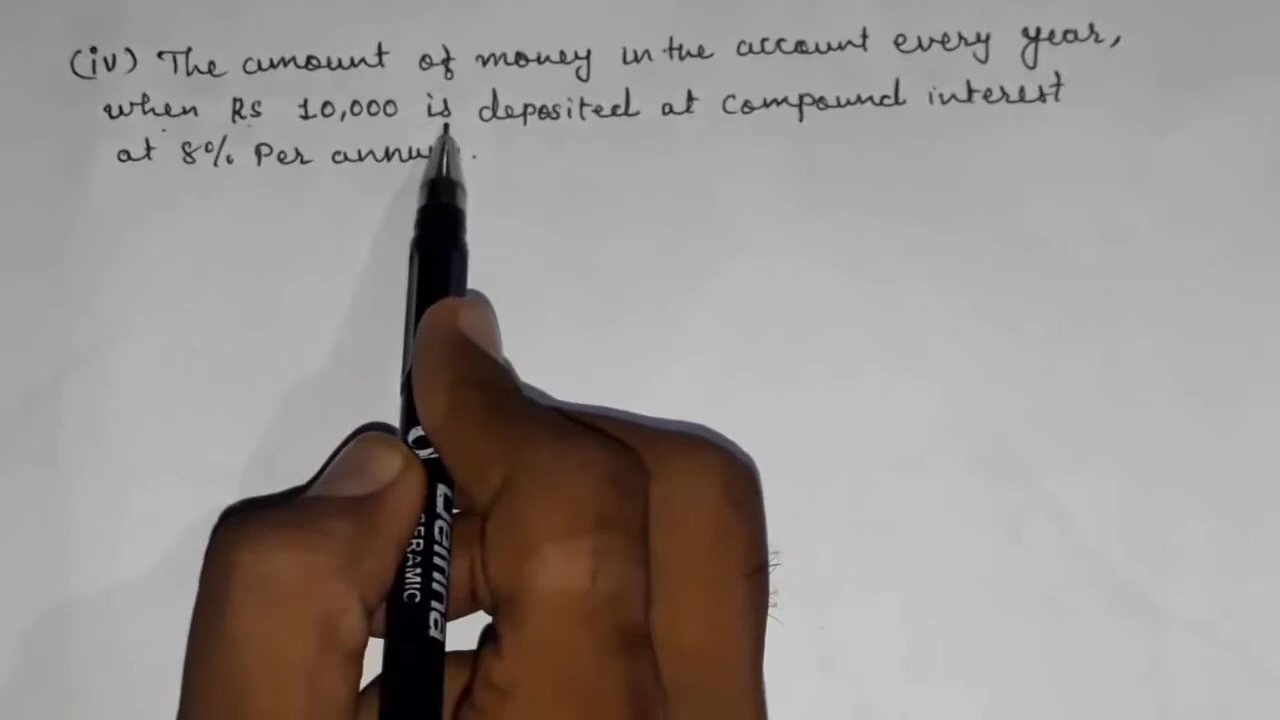 (iv) The amount of money in the account every year,
when Rs 10,000 is deposited at compound interest
at 8% Per
CERAMIC